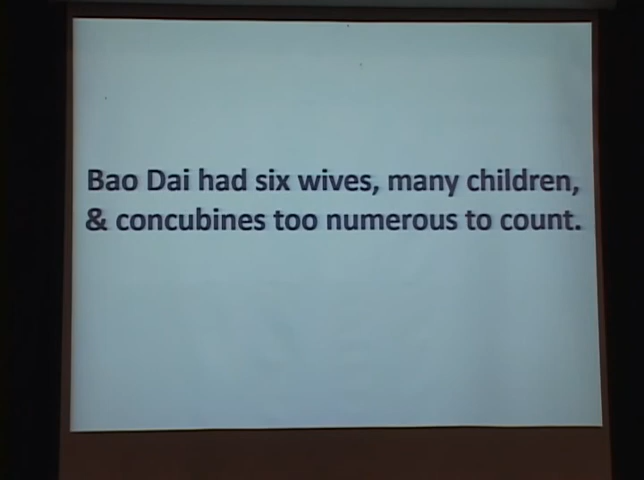 Bao Dai had six wives, many children,
& concubines too numerous to count.